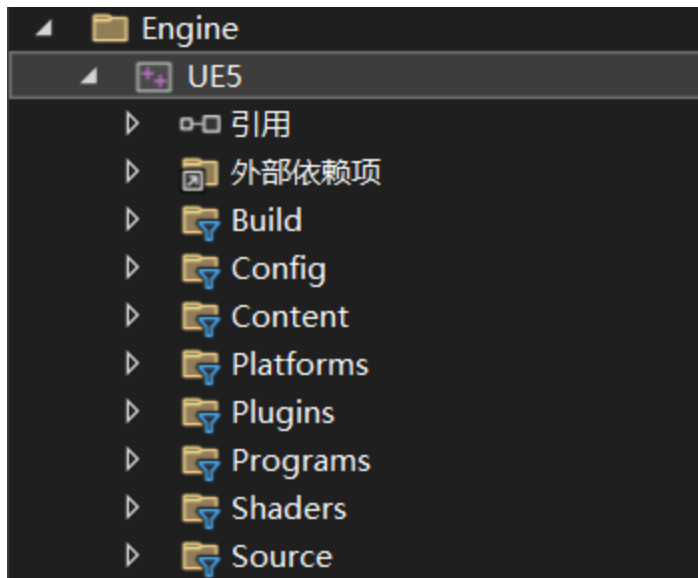 Engine
UE5
引用
外部依赖项
Build
Config
Content
Platforms
Plugins
Programs
Shaders
Source